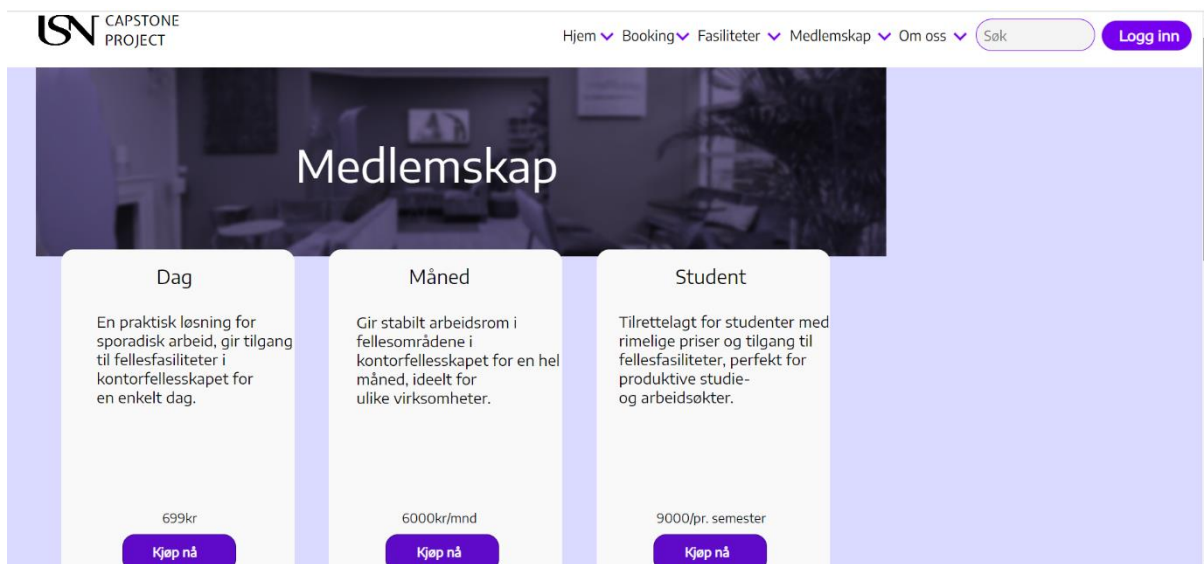 USN CAPSTONE
PROJECT
Hjem Booking Fasiliteter Medlemskap Om oss Søk Logg inn
Medlemskap
Dag
En praktisk løsning for
sporadisk arbeid, gir tilgang
til fellesfasiliteter i
kontorfellesskapet for
en enkelt dag.
699kr
Kjøp nå
Måned
Gir stabilt arbeidsrom i
fellesområdene i
kontorfellesskapet for en hel
måned, ideelt for
ulike virksomheter.
6000kr/mnd
Kjøp nå
Student
Tilrettelagt for studenter med
rimelige priser og tilgang til
fellesfasiliteter, perfekt for
produktive studie-
og arbeidsøkter.
9000/pr. semester
Kjøp nå